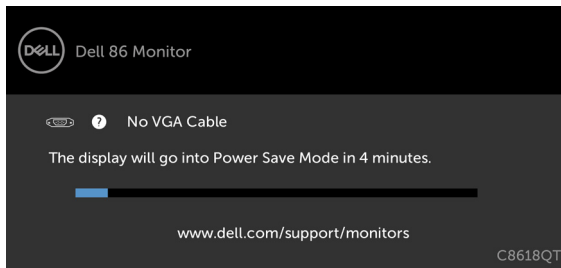 DELL
Dell 86 Monitor
? No VGA Cable
The display will go into Power Save Mode in 4 minutes.
www.dell.com/support/monitors
C8618QT